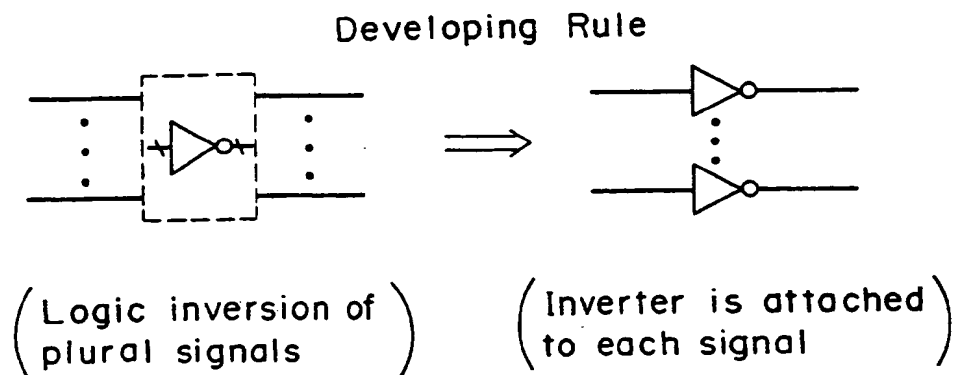 Developing Rule
Logic inversion of
plural signals
Inverter is attached
to each signal